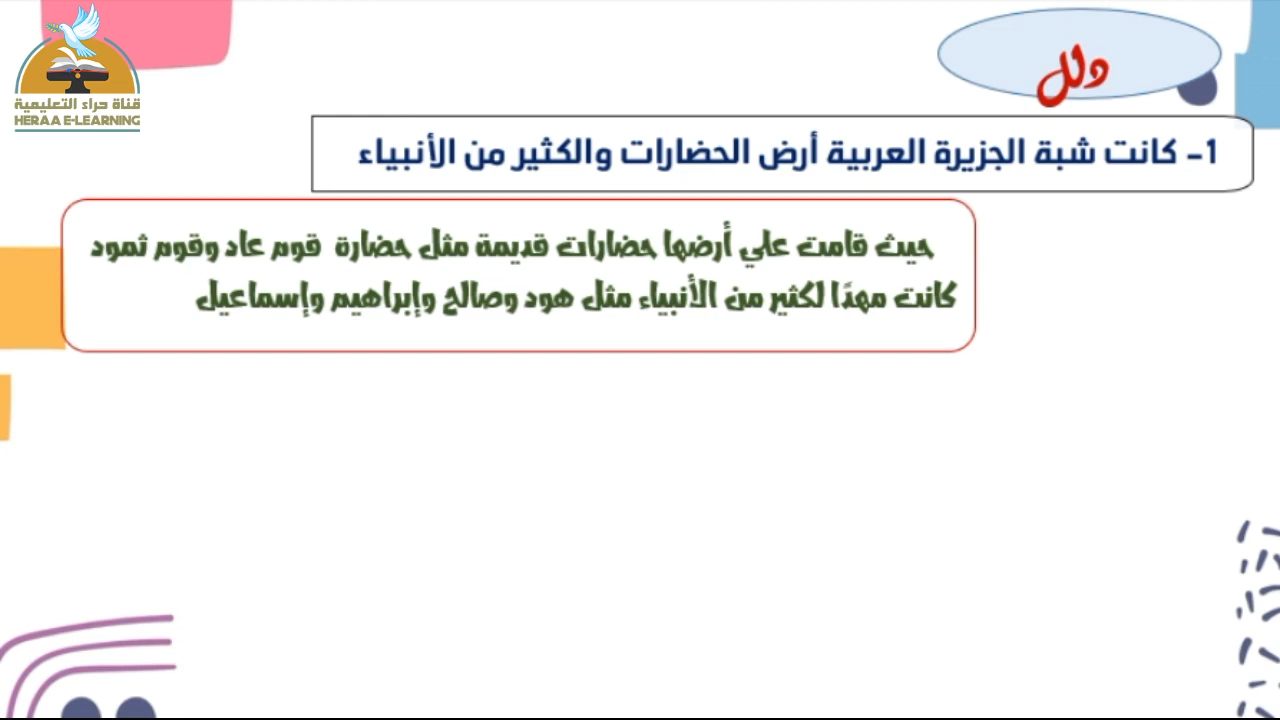 قناة حراء التعليمية
HERAA E-LEARNING
دلل
1- كانت شبة الجزيرة العربية أرض الحضارات والكثير من الأنبياء
حيث قامت علي أرضها حضارات قديمة مثل حضارة قوم عاد وقوم ثمود
كانت مهدًا لكثير من الأنبياء مثل هود وصالح وإبراهيم وإسماعيل